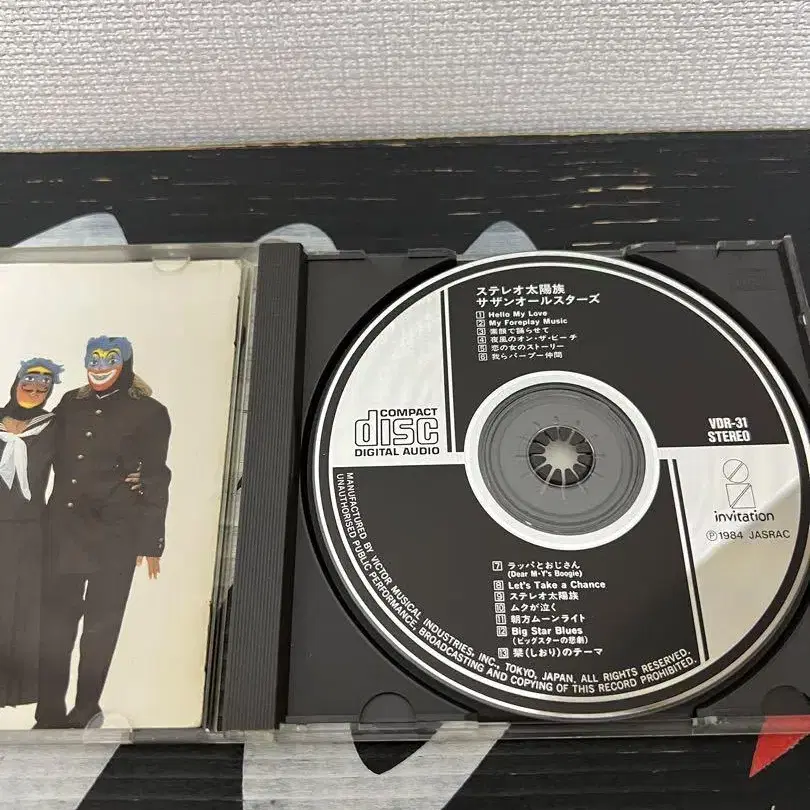 ステレオ太陽族
サザンオールスターズ
1 Hello My Love
2 My Foreplay Music
3 素顔で踊らせて
4 夜風のオン・ザ・ビーチ
5 恋の女のストーリー
6 我らパープー仲間
COMPACT
disc
DIGITAL AUDIO
VDR-31
STEREO
invitation
Ⓟ1984 JASRAC
7 ラッパとおじさん
(Dear M・Y's Boogie)
8 Let's Take a Chance
9 ステレオ太陽族
10 ムクが泣く
11 朝方ムーンライト
12 Big Star Blues
(ビッグスターの悲劇)
13 栞(しおり)のテーマ
MANUFACTURED BY VICTOR MUSICAL INDUSTRIES, INC., TOKYO, JAPAN, ALL RIGHTS RESERVED.
UNAUTHORISED PUBLIC PERFORMANCE, BROADCASTING AND COPYING OF THIS RECORD PROHIBITED.